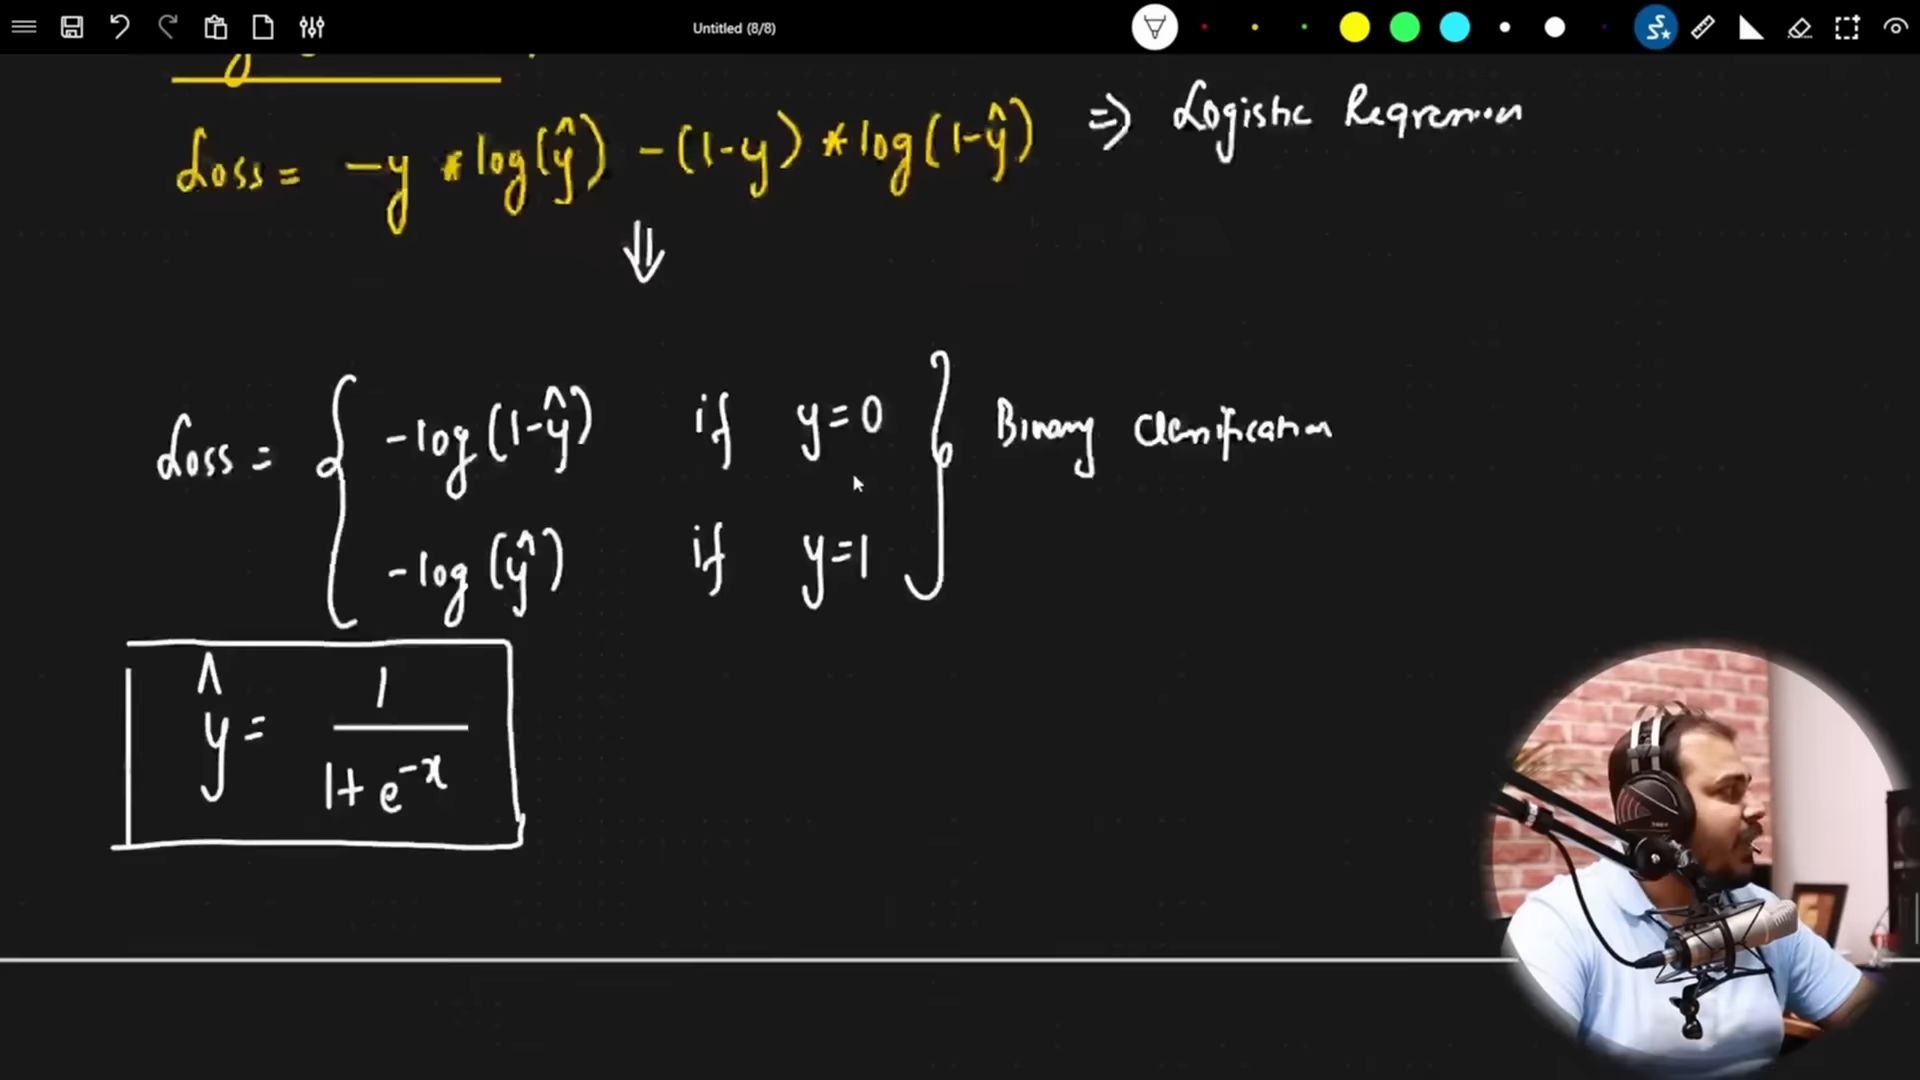 Untitled (8/8)
Loss = -y * log(ŷ) - (1-y) * log(1-ŷ) ⇒ Logistic Regression
⇓
Loss = { -log(1-ŷ) if y=0 } Binary Classification
-log(ŷ) if y=1
ŷ = 1 / (1 + e^-x)